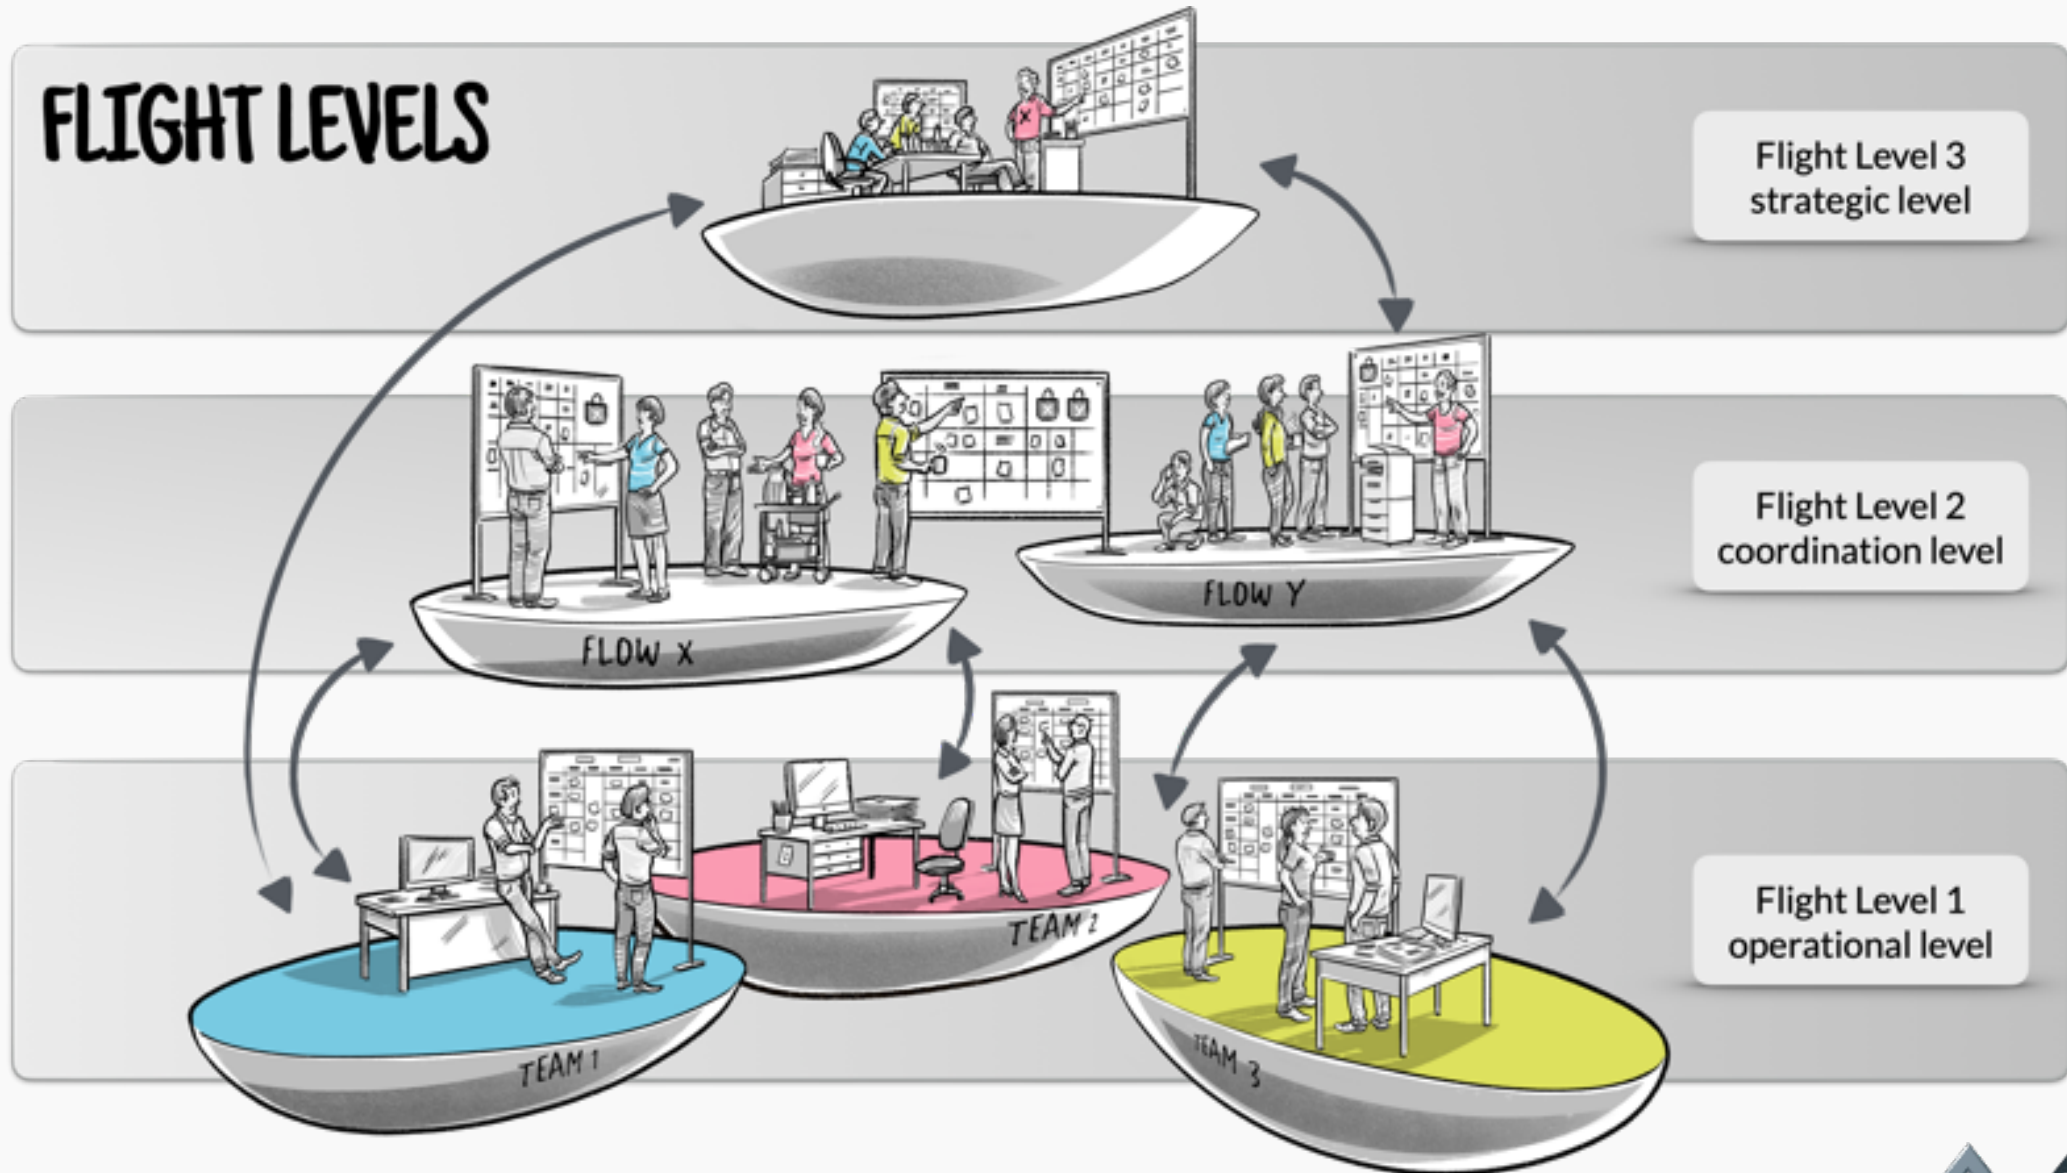 FLIGHT LEVELS
Flight Level 3
strategic level
Flight Level 2
coordination level
FLOW X
FLOW Y
Flight Level 1
operational level
TEAM 1
TEAM 2
TEAM 3
X